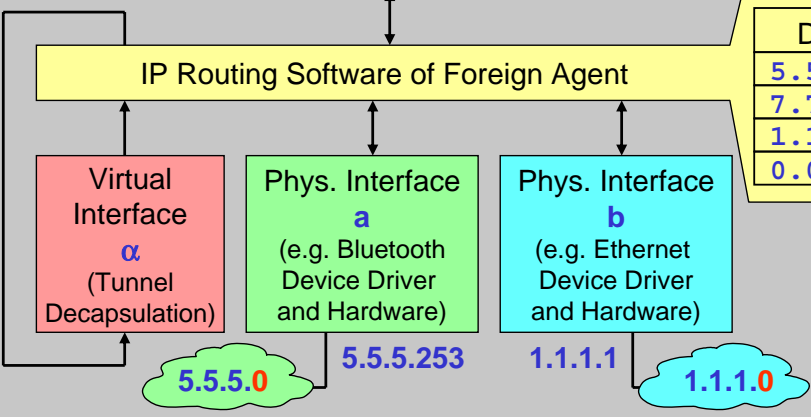 IP Routing Software of Foreign Agent
Virtual
Interface
α
(Tunnel
Decapsulation)
Phys. Interface
a
(e.g. Bluetooth
Device Driver
and Hardware)
Phys. Interface
b
(e.g. Ethernet
Device Driver
and Hardware)
5.5.5.253
1.1.1.1
5.5.5.0
1.1.1.0